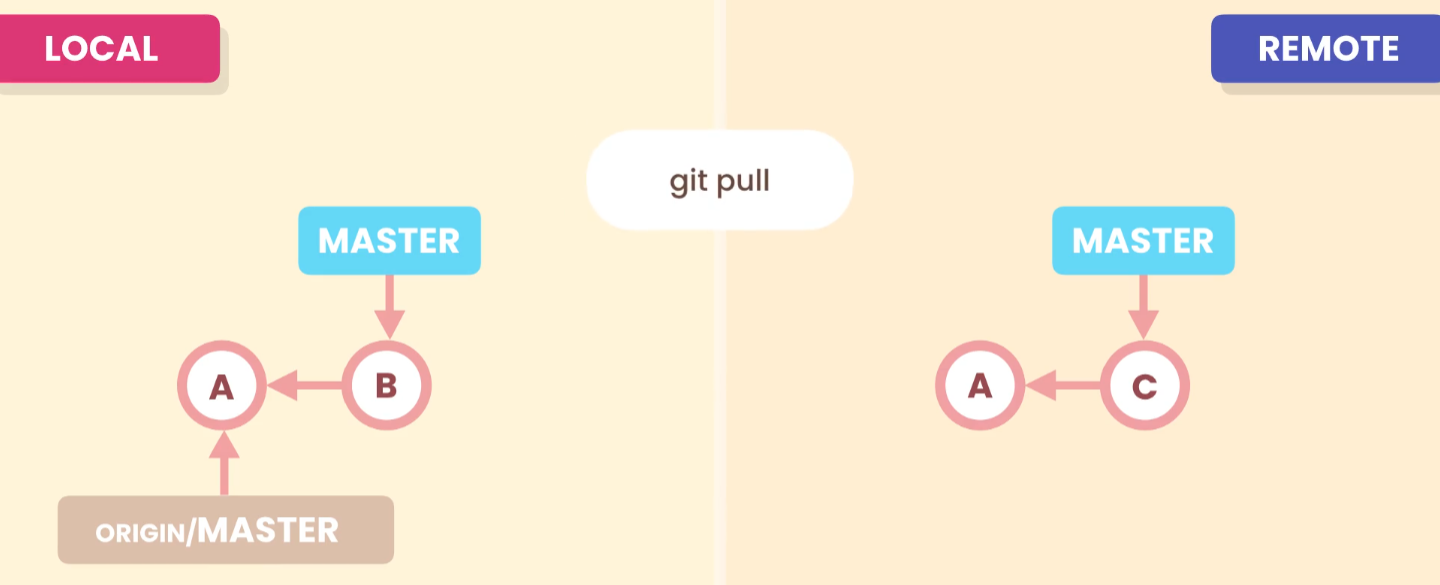 LOCAL
REMOTE
git pull
MASTER
MASTER
A
B
A
C
ORIGIN/MASTER